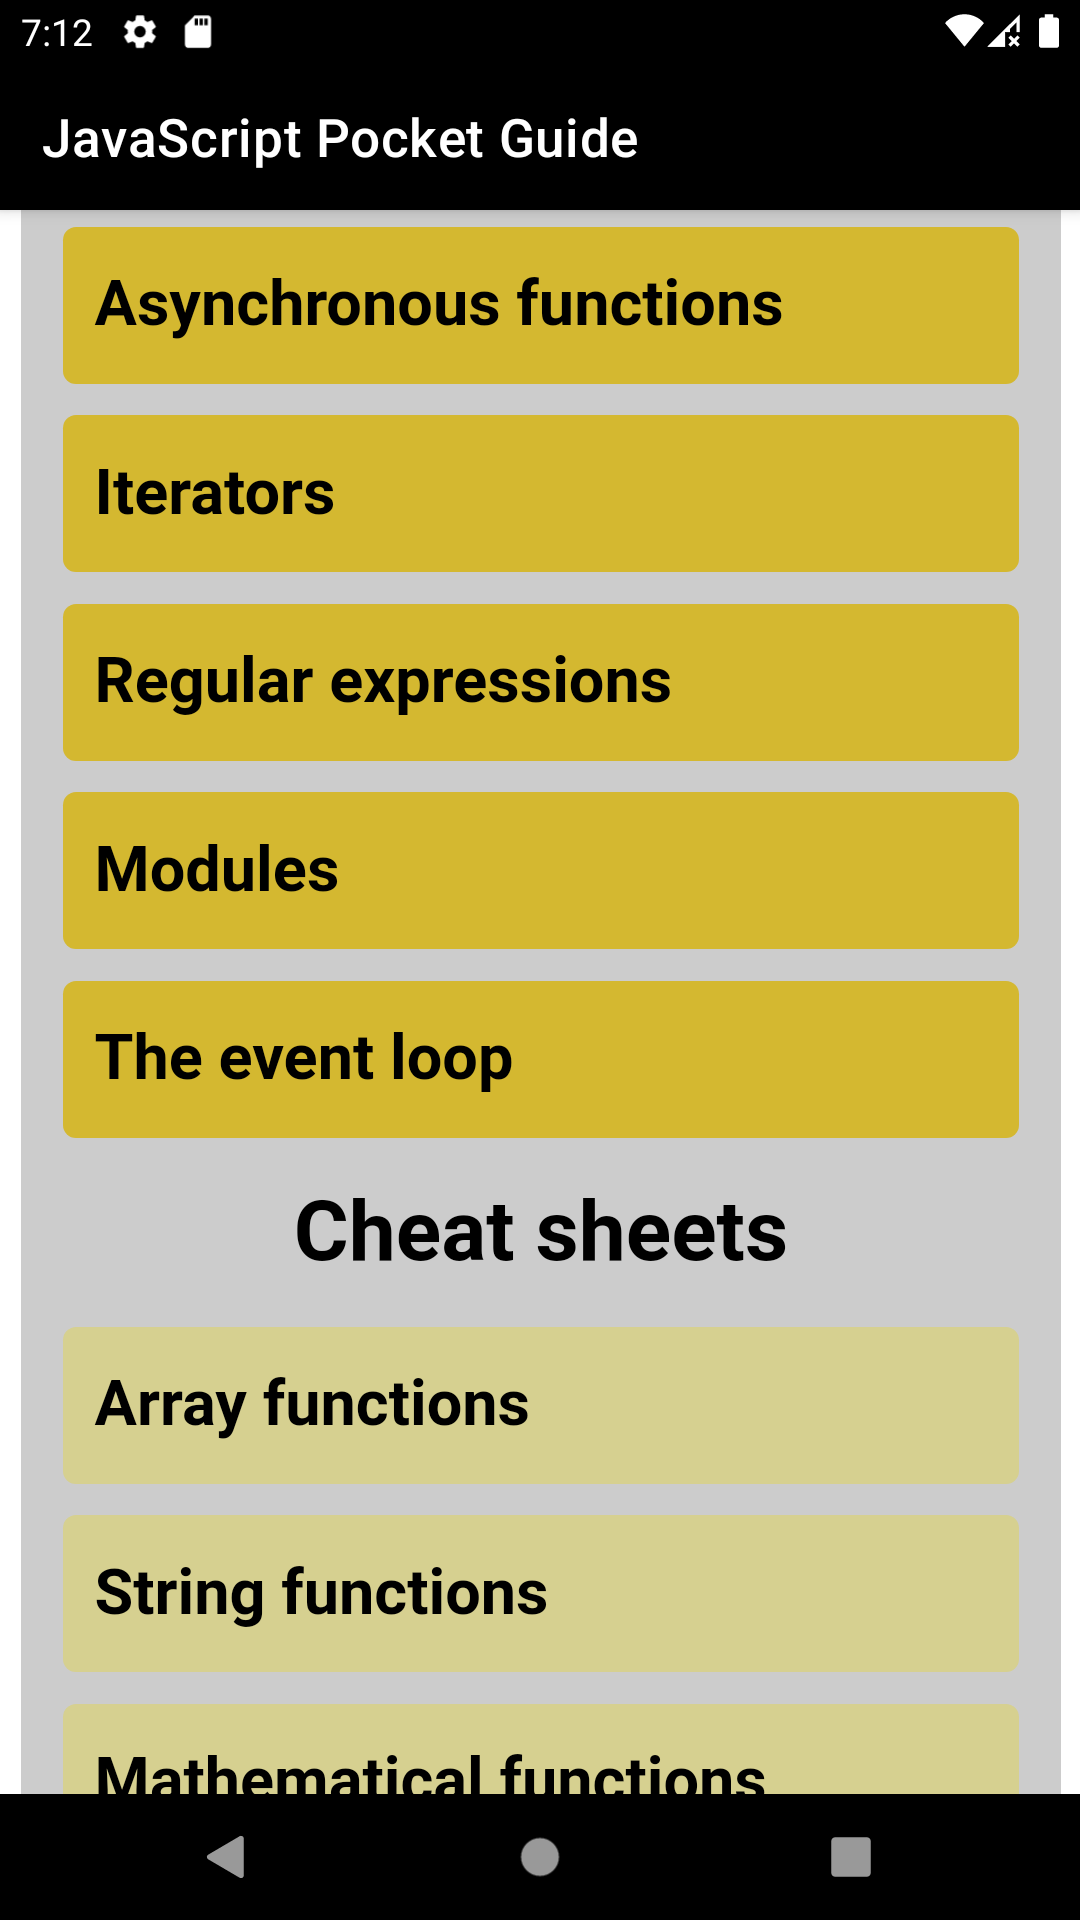 7:12
JavaScript Pocket Guide
Asynchronous functions
Iterators
Regular expressions
Modules
The event loop
Cheat sheets
Array functions
String functions
Mathematical functions